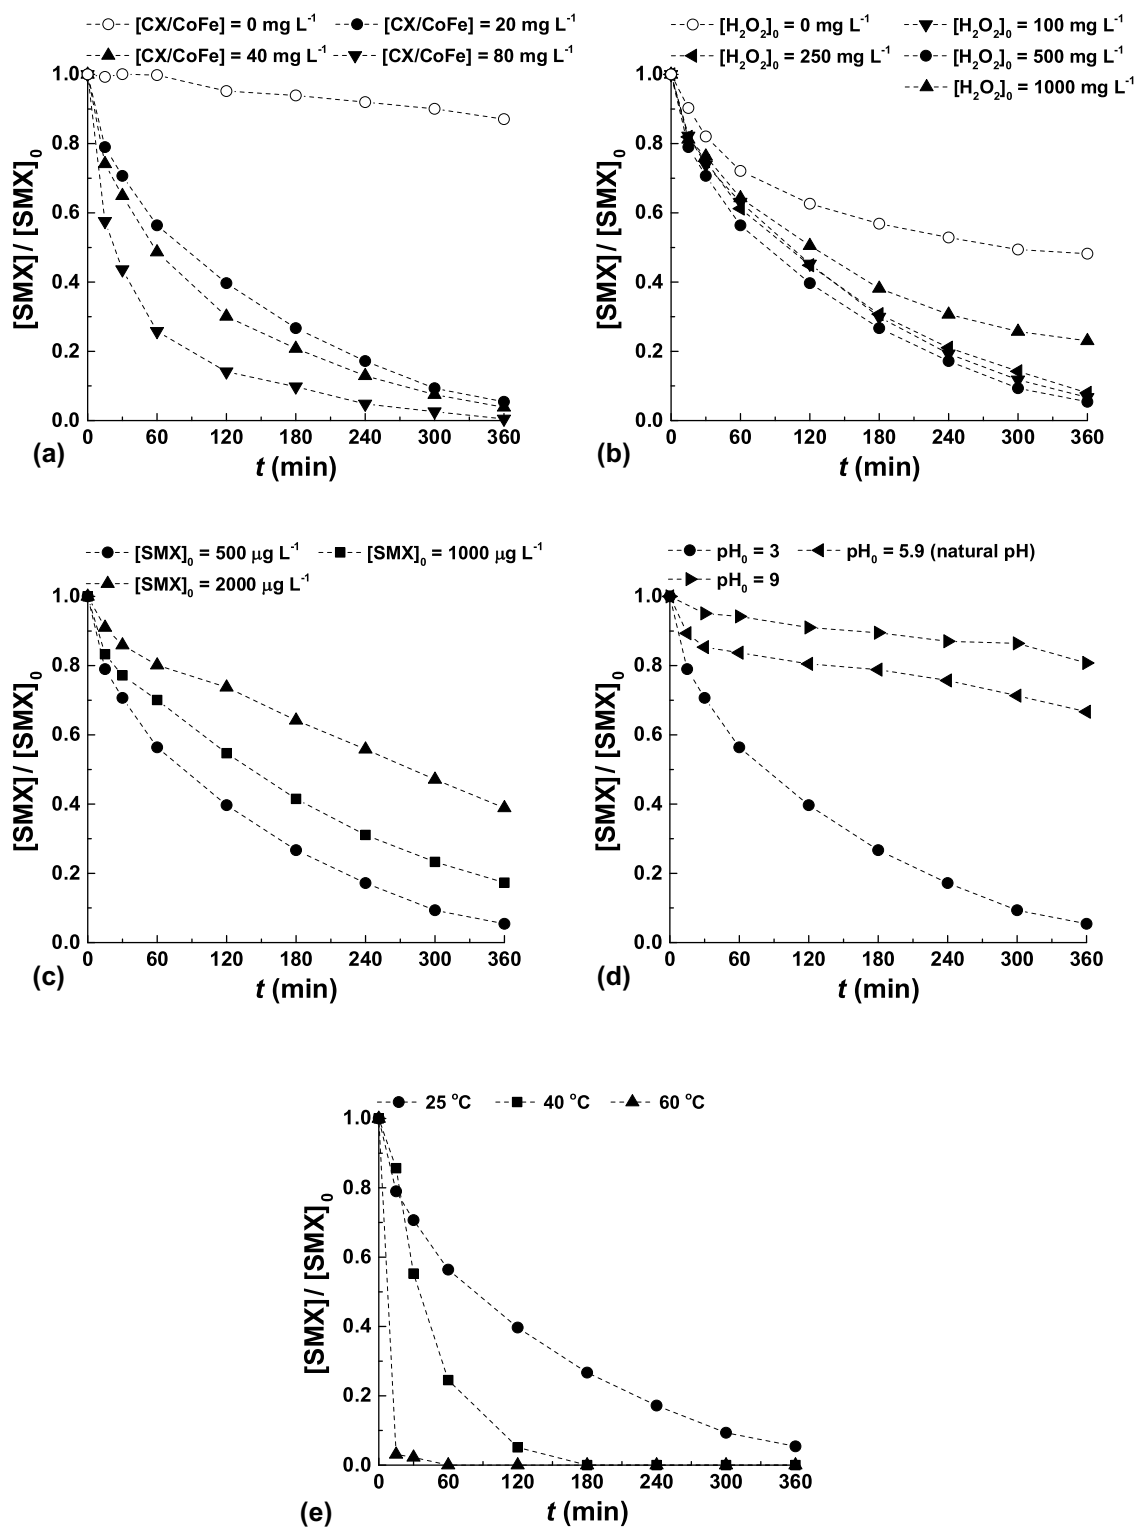 [CX/CoFe] = 0 mg L⁻¹ [CX/CoFe] = 20 mg L⁻¹
[CX/CoFe] = 40 mg L⁻¹ [CX/CoFe] = 80 mg L⁻¹
1.0
0.8
0.6
0.4
0.2
0.0
[SMX] / [SMX]₀
0 60 120 180 240 300 360
(a) t (min)
[H₂O₂]₀ = 0 mg L⁻¹ [H₂O₂]₀ = 100 mg L⁻¹
[H₂O₂]₀ = 250 mg L⁻¹ [H₂O₂]₀ = 500 mg L⁻¹
[H₂O₂]₀ = 1000 mg L⁻¹
1.0
0.8
0.6
0.4
0.2
0.0
[SMX] / [SMX]₀
0 60 120 180 240 300 360
(b) t (min)
[SMX]₀ = 500 µg L⁻¹ [SMX]₀ = 1000 µg L⁻¹
[SMX]₀ = 2000 µg L⁻¹
1.0
0.8
0.6
0.4
0.2
0.0
[SMX] / [SMX]₀
0 60 120 180 240 300 360
(c) t (min)
pH₀ = 3 pH₀ = 5.9 (natural pH)
pH₀ = 9
1.0
0.8
0.6
0.4
0.2
0.0
[SMX] / [SMX]₀
0 60 120 180 240 300 360
(d) t (min)
25 °C 40 °C 60 °C
1.0
0.8
0.6
0.4
0.2
0.0
[SMX] / [SMX]₀
0 60 120 180 240 300 360
(e) t (min)